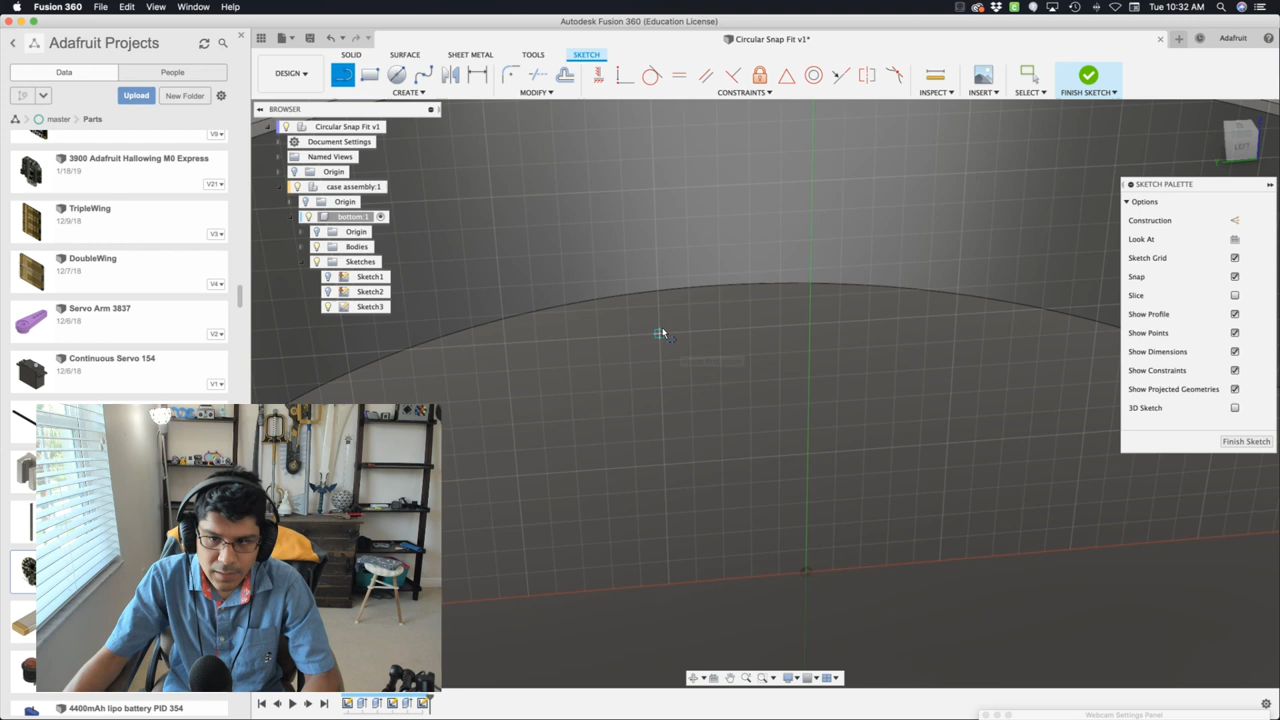 Fusion 360 File Edit View Window Help
Tue 10:32 AM
Autodesk Fusion 360 (Education License)
Adafruit Projects
Circular Snap Fit v1*
Adafruit
Data People
Upload New Folder
master Parts
V9
3900 Adafruit Hallowing M0 Express
1/18/19
V21
TripleWing
12/9/18
V3
DoubleWing
12/7/18
V4
Servo Arm 3837
12/6/18
V2
Continuous Servo 154
12/6/18
V1
4400mAh lipo battery PID 354
SOLID SURFACE SHEET METAL TOOLS SKETCH
DESIGN
CREATE MODIFY CONSTRAINTS INSPECT INSERT SELECT FINISH SKETCH
BROWSER
Circular Snap Fit v1
Document Settings
Named Views
Origin
case assembly:1
Origin
bottom:1
Origin
Bodies
Sketches
Sketch1
Sketch2
Sketch3
LEFT
SKETCH PALETTE
Options
Construction
Look At
Sketch Grid
Snap
Slice
Show Profile
Show Points
Show Dimensions
Show Constraints
Show Projected Geometries
3D Sketch
Finish Sketch
Webcam Settings Panel